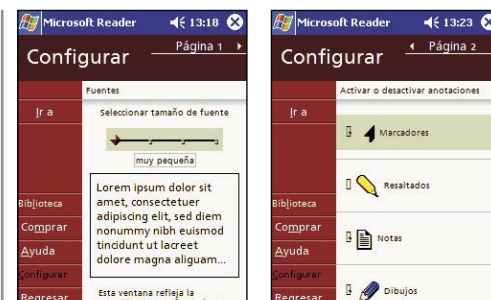 Microsoft Reader 13:18
Configurar
Página 1
Fuentes
Ir a
Seleccionar tamaño de fuente
muy pequeña
Lorem ipsum dolor sit
amet, consectetuer
adipiscing elit, sed diem
nonummy nibh euismod
tincidunt ut lacreet
dolore magna aliguam...
Biblioteca
Comprar
Ayuda
Configurar
Regresar
Esta ventana refleja la
Microsoft Reader 13:23
Configurar
Página 2
Activar o desactivar anotaciones
Ir a
Marcadores
Resaltados
Notas
Dibujos
Biblioteca
Comprar
Ayuda
Configurar
Regresar